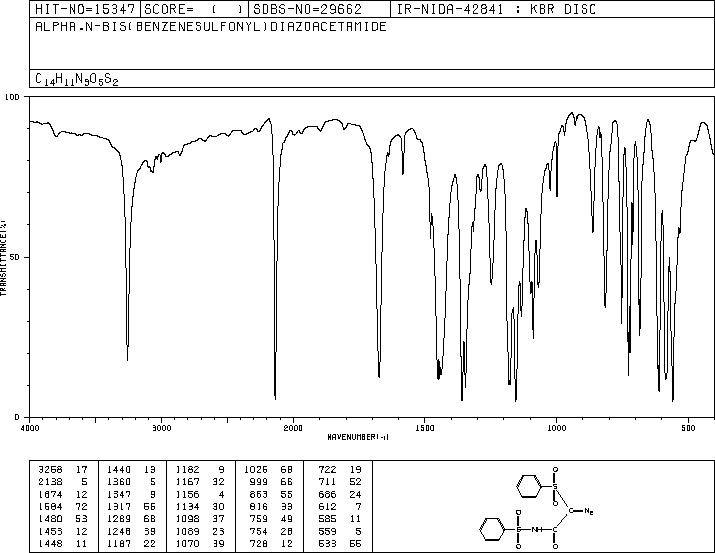 HIT-NO=15347 SCORE= ( ) SDBS-NO=29662 IR-NIDA-42841 : KBR DISC
ALPHA,N-BIS(BENZENESULFONYL)DIAZOACETAMIDE
C14H11N3O5S2
100
50
0
TRANSMITTANCE(%)
4000 3000 2000 1500 1000 500
WAVENUMBER(-1)
3268 17 1440 13 1182 9 1026 68 722 19
2138 5 1360 5 1167 32 999 66 711 52
1674 12 1347 9 1156 4 863 55 686 24
1584 72 1317 66 1134 30 816 33 612 7
1480 53 1289 68 1098 37 759 49 585 11
1453 12 1248 39 1089 23 754 28 559 5
1448 11 1187 22 1070 39 728 12 533 55
O
S
O
C N2
O
S NH C
O O